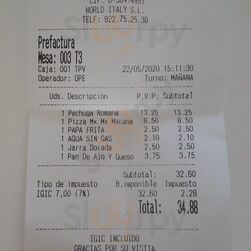 WORLD ITALY S.L.
TELF: 922.75.25.36
Prefactura
Mesa: 003 T3
Caja: 001 TPV 22/05/2020 15:11:30
Operador: OPE Turno: MAÑANA
Uds. Descripción P.V.P. Subtotal
1 Pechuga Romana 13.25 13.25
1 Pizza Mx Mx Mxcana 8.50 8.50
1 PAPA FRITA 2.50 2.50
1 AGUA SIN GAS 2.10 2.10
1 Jarra Dorada 2.50 2.50
1 Pan De Ajo Y Queso 3.75 3.75
Subtotal: 32.60
Tipo de Impuesto B.imponible Impuesto
IGIC 7,00 (7%) 32.60 2.28
Total: 34.88
IGIC INCLUIDO
GRACIAS POR SU VISITA